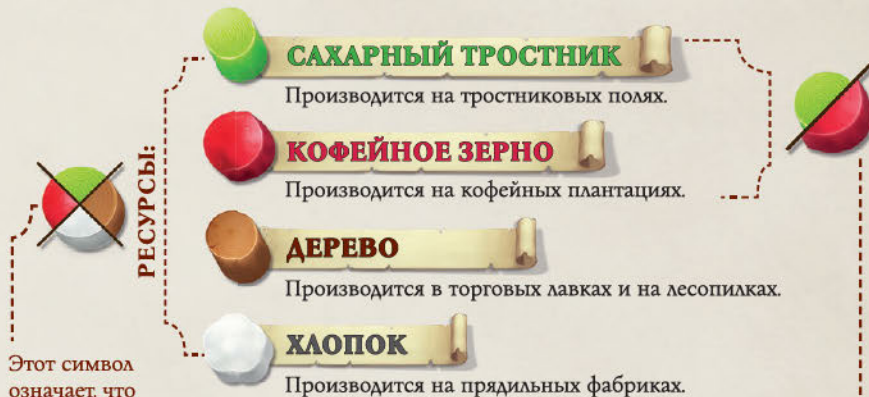 САХАРНЫЙ ТРОСТНИК
Производится на тростниковых полях.
РЕСУРСЫ:
КОФЕЙНОЕ ЗЕРНО
Производится на кофейных плантациях.
ДЕРЕВО
Производится в торговых лавках и на лесопилках.
ХЛОПОК
Производится на прядильных фабриках.
Этот символ
означает, что